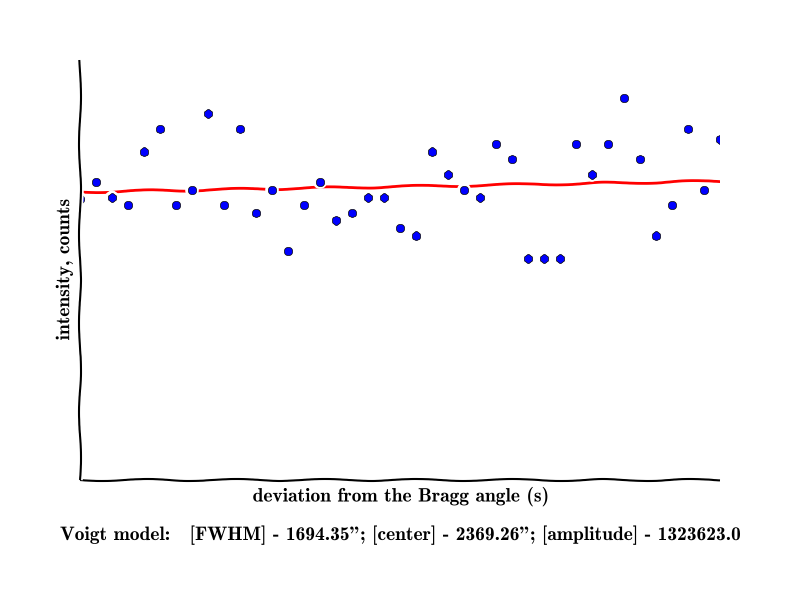 intensity, counts
deviation from the Bragg angle (s)
Voigt model: [FWHM] - 1694.35”; [center] - 2369.26”; [amplitude] - 1323623.0